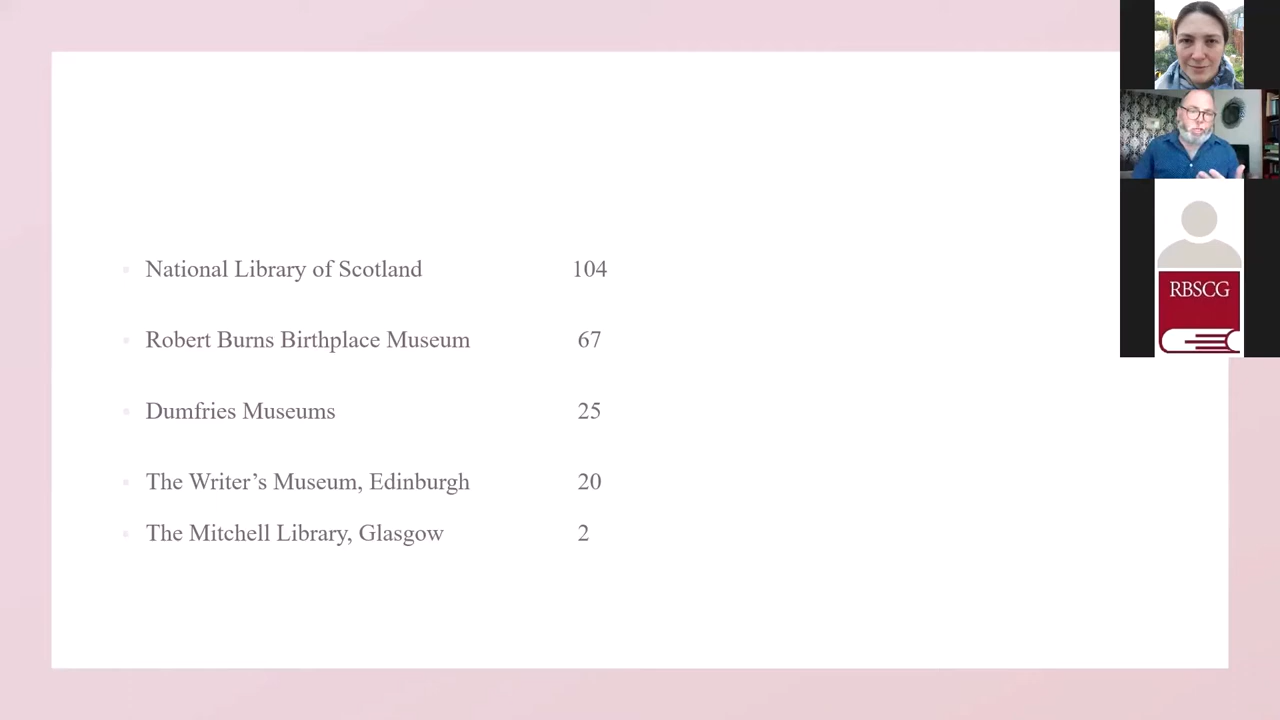 National Library of Scotland 104
Robert Burns Birthplace Museum 67
Dumfries Museums 25
The Writer’s Museum, Edinburgh 20
The Mitchell Library, Glasgow 2
RBSCG